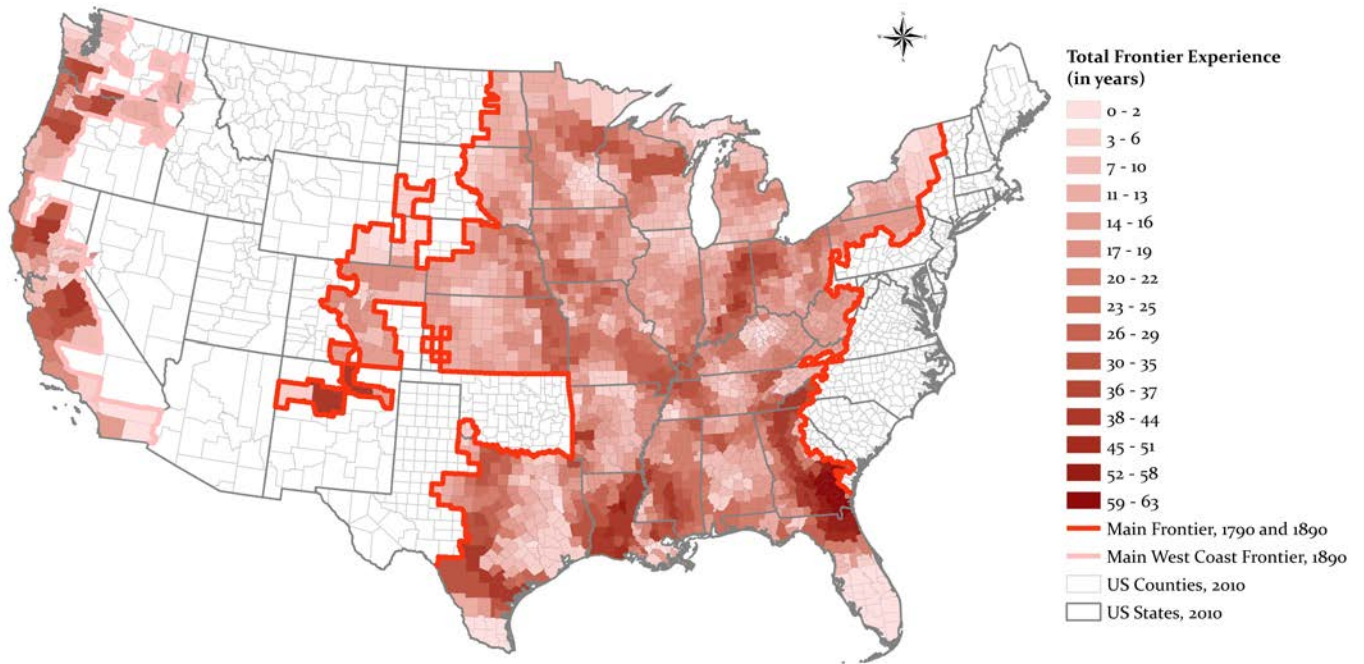 Total Frontier Experience
(in years)
0 - 2
3 - 6
7 - 10
11 - 13
14 - 16
17 - 19
20 - 22
23 - 25
26 - 29
30 - 35
36 - 37
38 - 44
45 - 51
52 - 58
59 - 63
Main Frontier, 1790 and 1890
Main West Coast Frontier, 1890
US Counties, 2010
US States, 2010